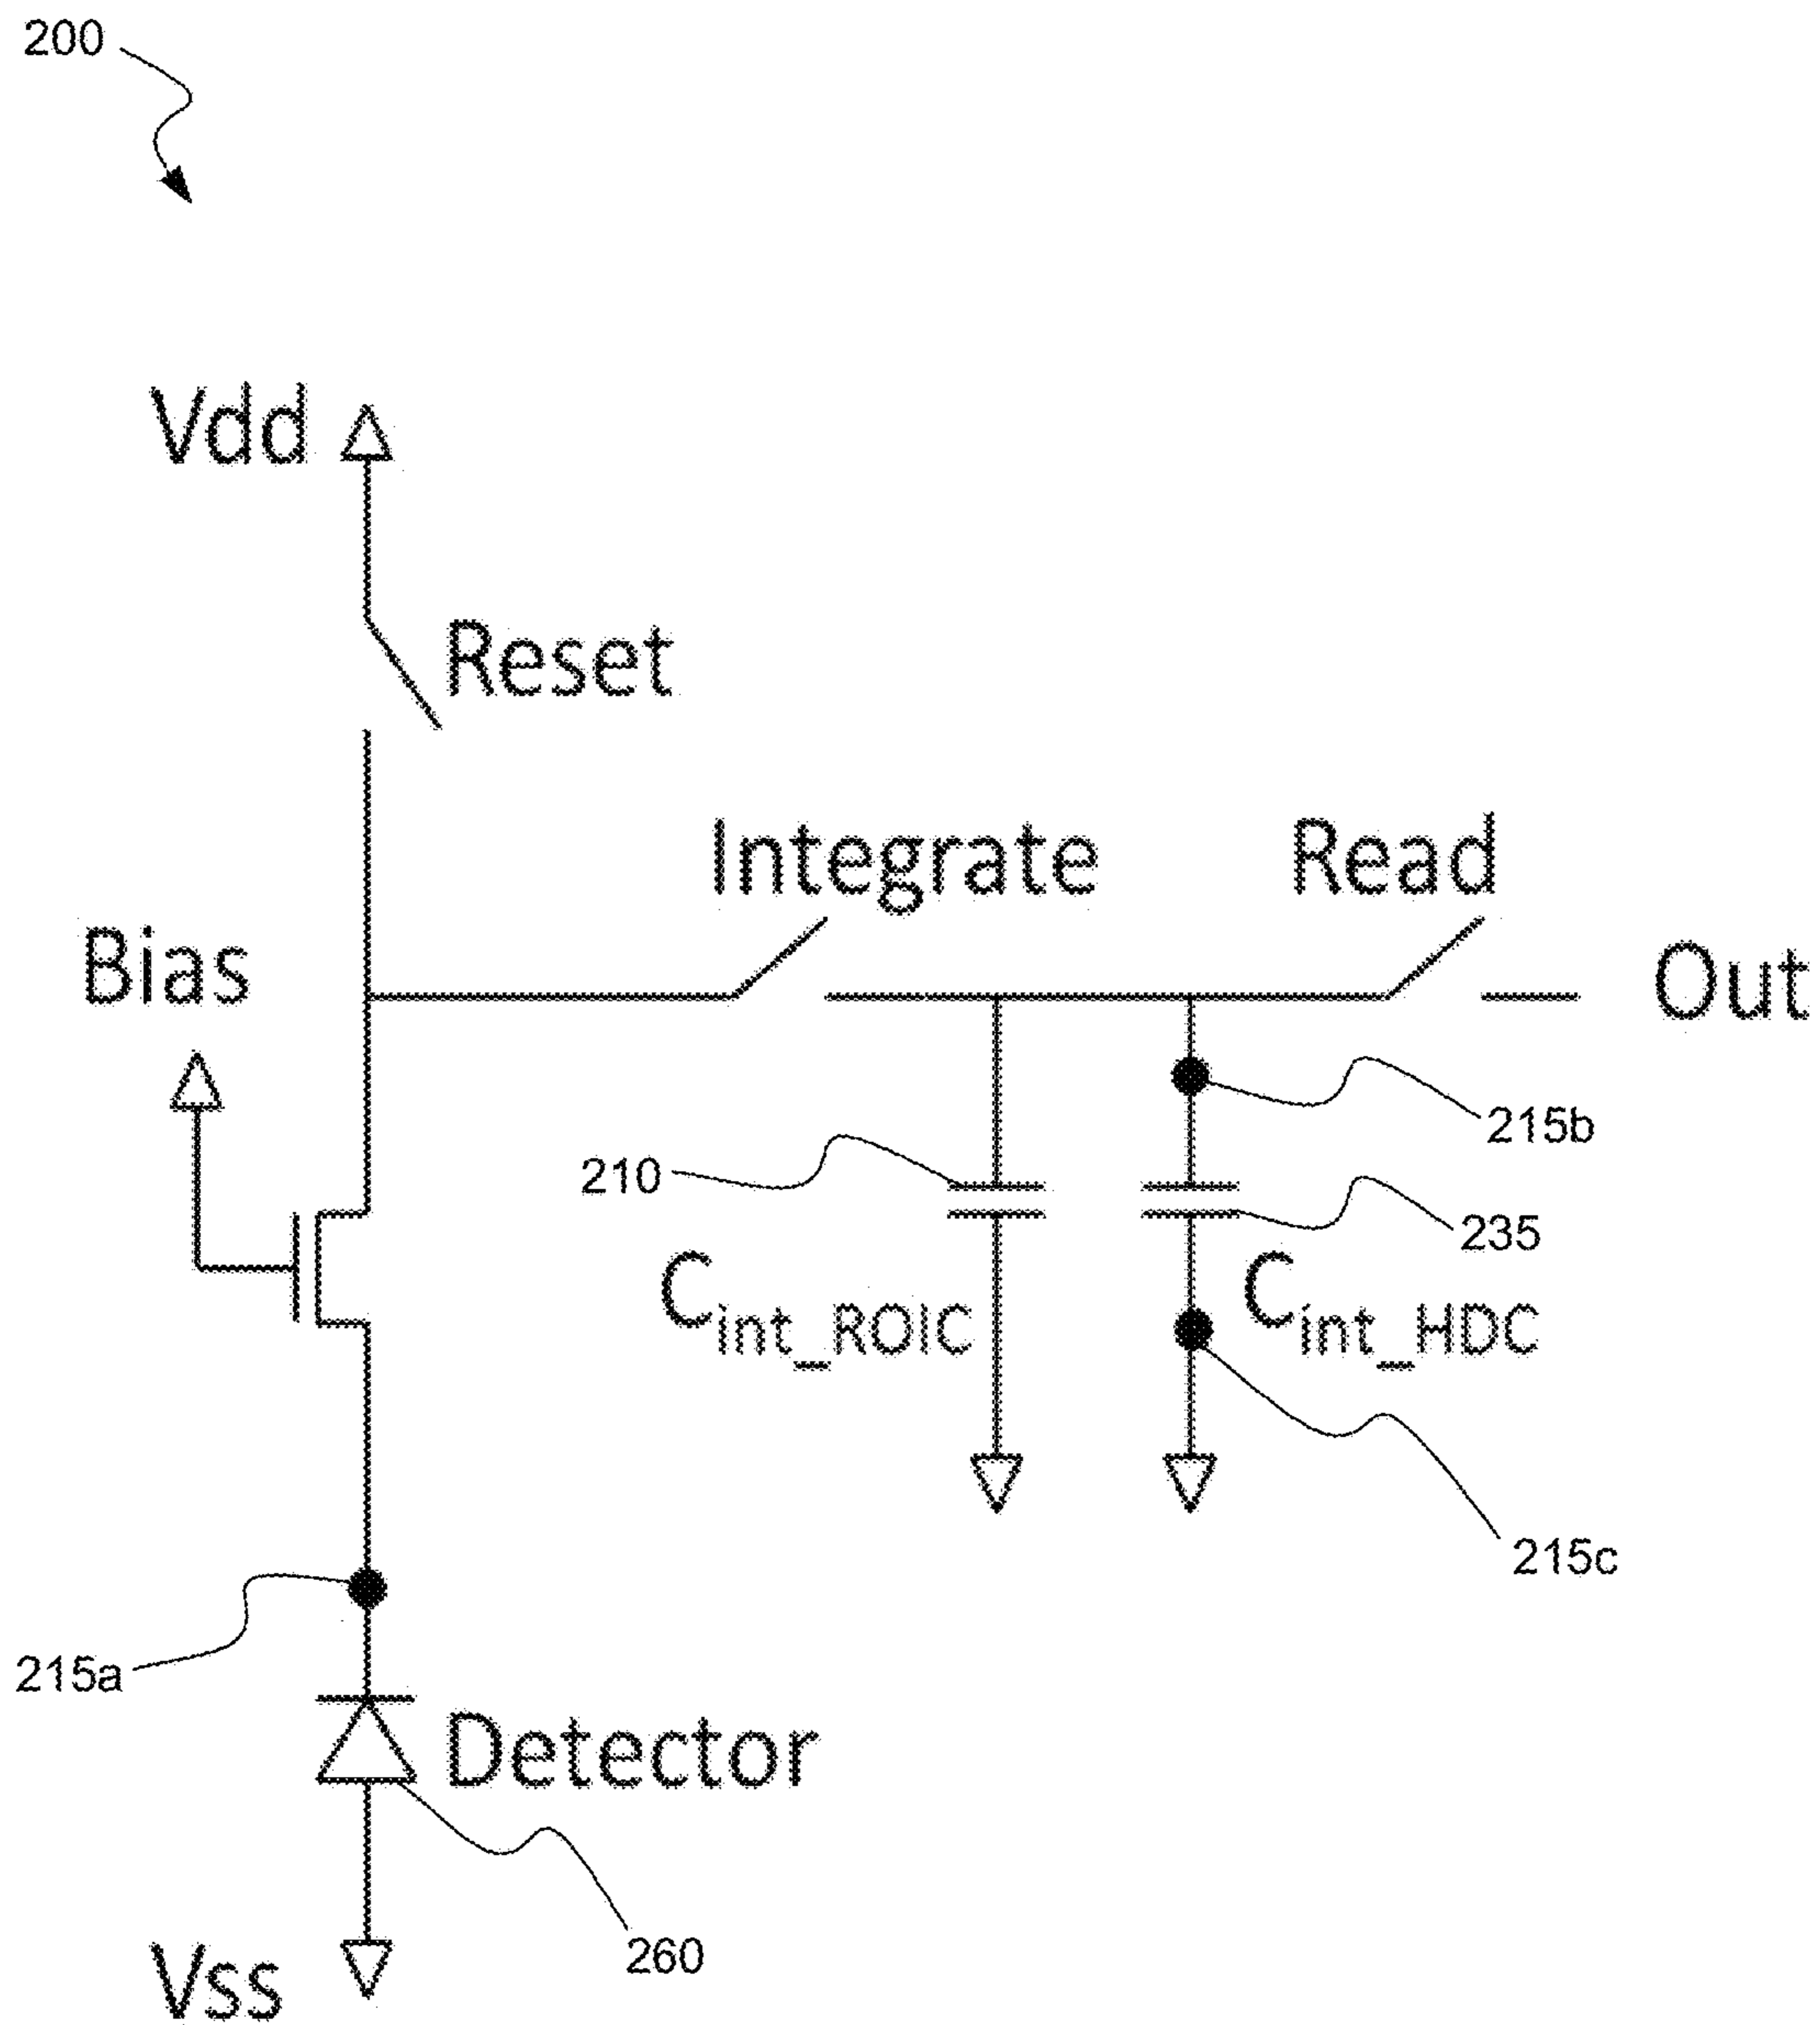 200
Vdd
Reset
Integrate
Read
Bias
Out
215b
210
235
Cint_ROIC
Cint_HDC
215c
215a
Detector
260
Vss